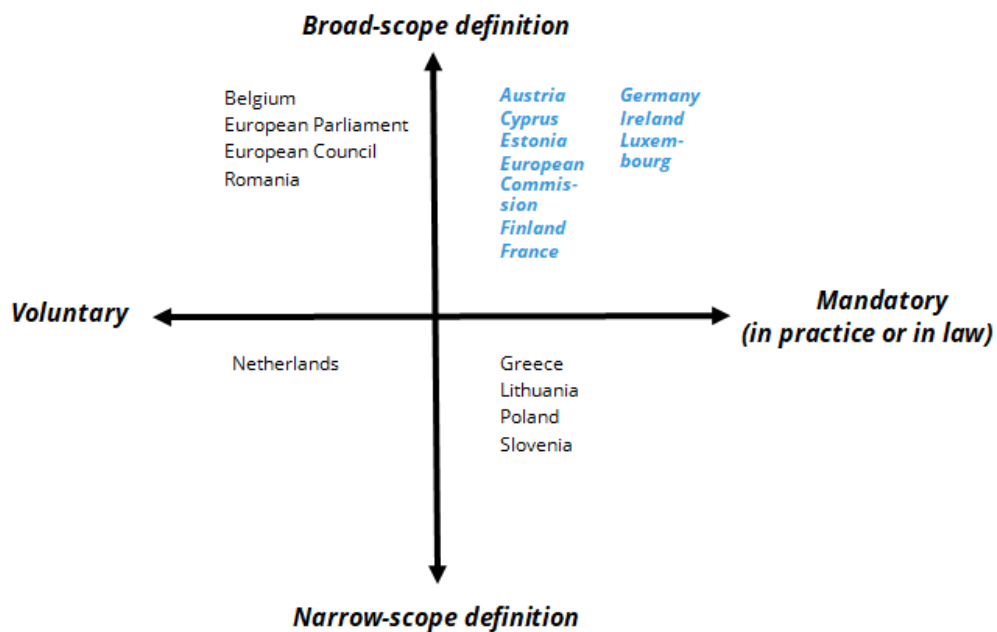 Broad-scope definition
Belgium
European Parliament
European Council
Romania
Austria
Cyprus
Estonia
European
Commis-
sion
Finland
France
Germany
Ireland
Luxem-
bourg
Voluntary
Mandatory
(in practice or in law)
Netherlands
Greece
Lithuania
Poland
Slovenia
Narrow-scope definition